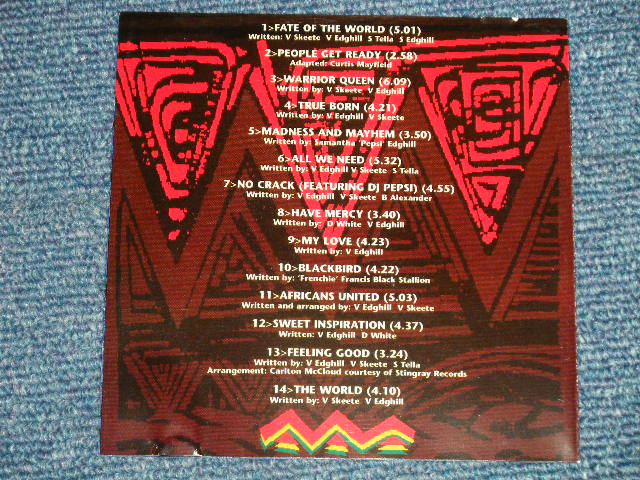 1>FATE OF THE WORLD (5.01)
Written: V Skeete V Edghill S Tella S Edghill
2>PEOPLE GET READY (2.58)
Adapted: Curtis Mayfield
3>WARRIOR QUEEN (6.09)
Written by: V Skeete V Edghill
4>TRUE BORN (4.21)
Written by: V Edghill V Skeete
5>MADNESS AND MAYHEM (3.50)
Written by: Samantha 'Pepsi' Edghill
6>ALL WE NEED (5.32)
Written by: V Edghill V Skeete S Tella
7>NO CRACK (FEATURING DJ PEPSI) (4.55)
Written by: V Edghill V Skeete B Alexander
8>HAVE MERCY (3.40)
Written by: D White V Edghill
9>MY LOVE (4.23)
Written by: V Edghill
10>BLACKBIRD (4.22)
Written by: 'Frenchie' Francis Black Stallion
11>AFRICANS UNITED (5.03)
Written and arranged by: V Edghill V Skeete
12>SWEET INSPIRATION (4.37)
Written: V Edghill D White
13>FEELING GOOD (3.24)
Written by: V Edghill V Skeete S Tella
Arrangement: Carlton McCloud courtesy of Stingray Records
14>THE WORLD (4.10)
Written by: V Skeete V Edghill